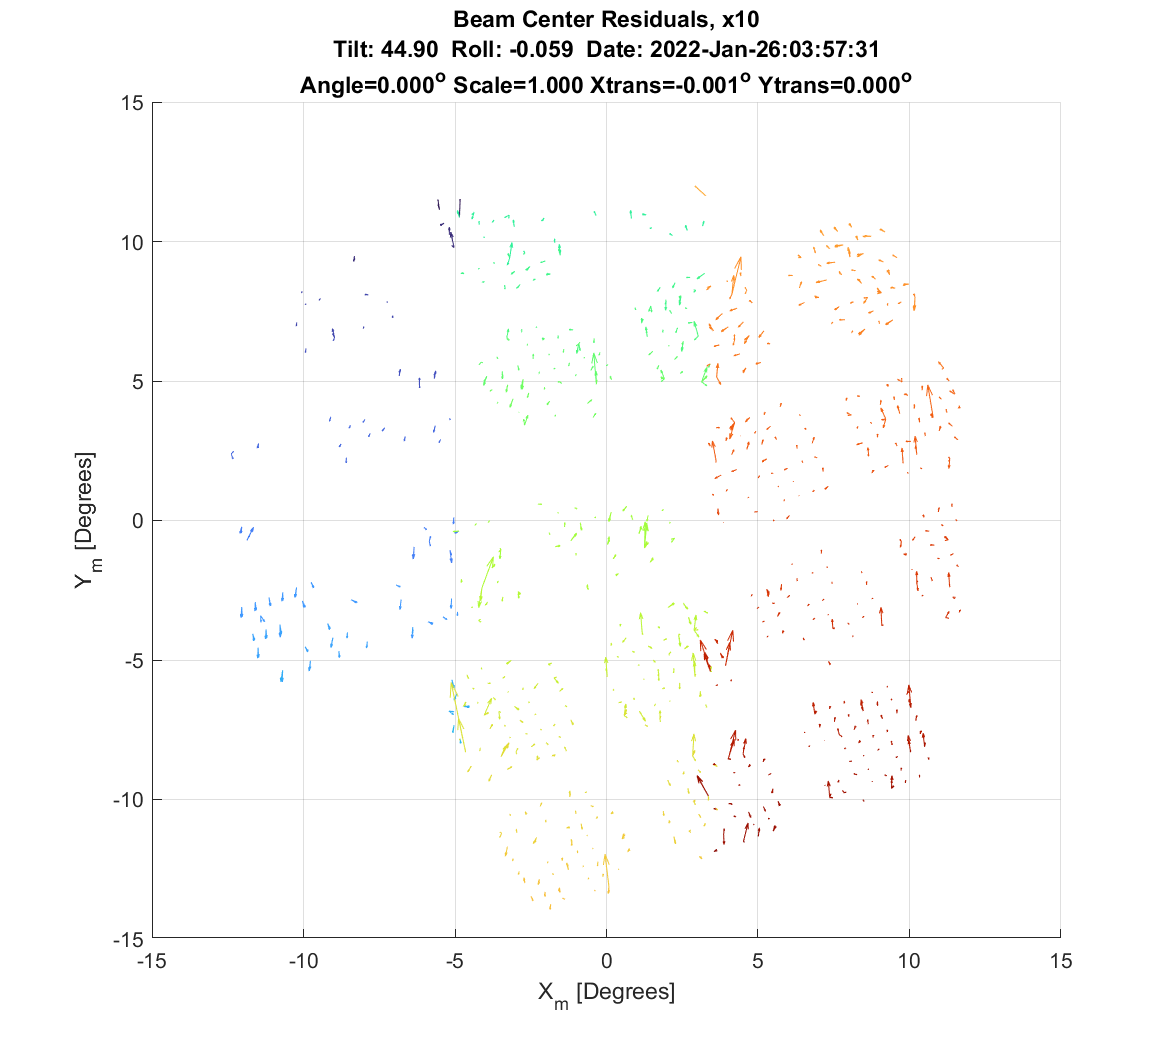 Beam Center Residuals, x10
Tilt: 44.90 Roll: -0.059 Date: 2022-Jan-26:03:57:31
Angle=0.000° Scale=1.000 Xtrans=-0.001° Ytrans=0.000°
15
10
5
0
-5
-10
-15
Y_m [Degrees]
-15 -10 -5 0 5 10 15
X_m [Degrees]